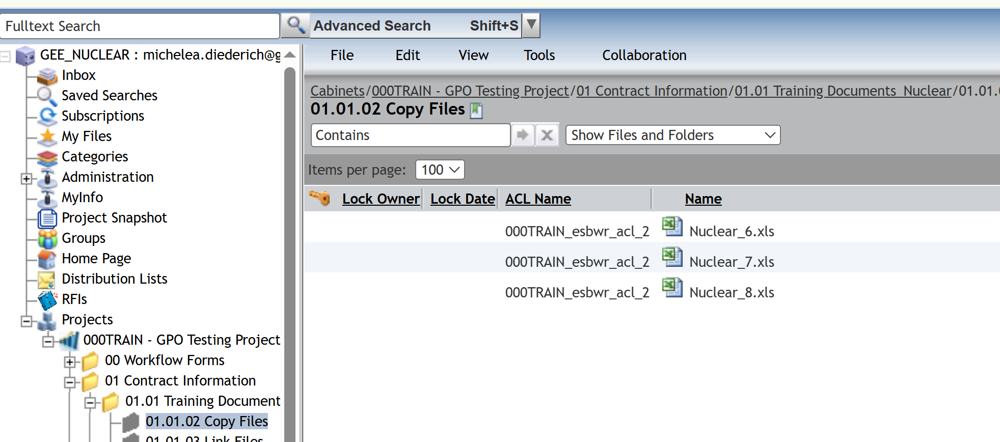 Fulltext Search
Advanced Search Shift+S
GEE_NUCLEAR : michelea.diederich@g
Inbox
Saved Searches
Subscriptions
My Files
Categories
Administration
MyInfo
Project Snapshot
Groups
Home Page
Distribution Lists
RFIs
Projects
000TRAIN - GPO Testing Project
00 Workflow Forms
01 Contract Information
01.01 Training Document
01.01.02 Copy Files
01.01.03 Link Files
File Edit View Tools Collaboration
Cabinets/000TRAIN - GPO Testing Project/01 Contract Information/01.01 Training Documents_Nuclear/01.01.
01.01.02 Copy Files
Contains
Show Files and Folders
Items per page: 100
Lock Owner Lock Date ACL Name Name
000TRAIN_esbwr_acl_2 Nuclear_6.xls
000TRAIN_esbwr_acl_2 Nuclear_7.xls
000TRAIN_esbwr_acl_2 Nuclear_8.xls